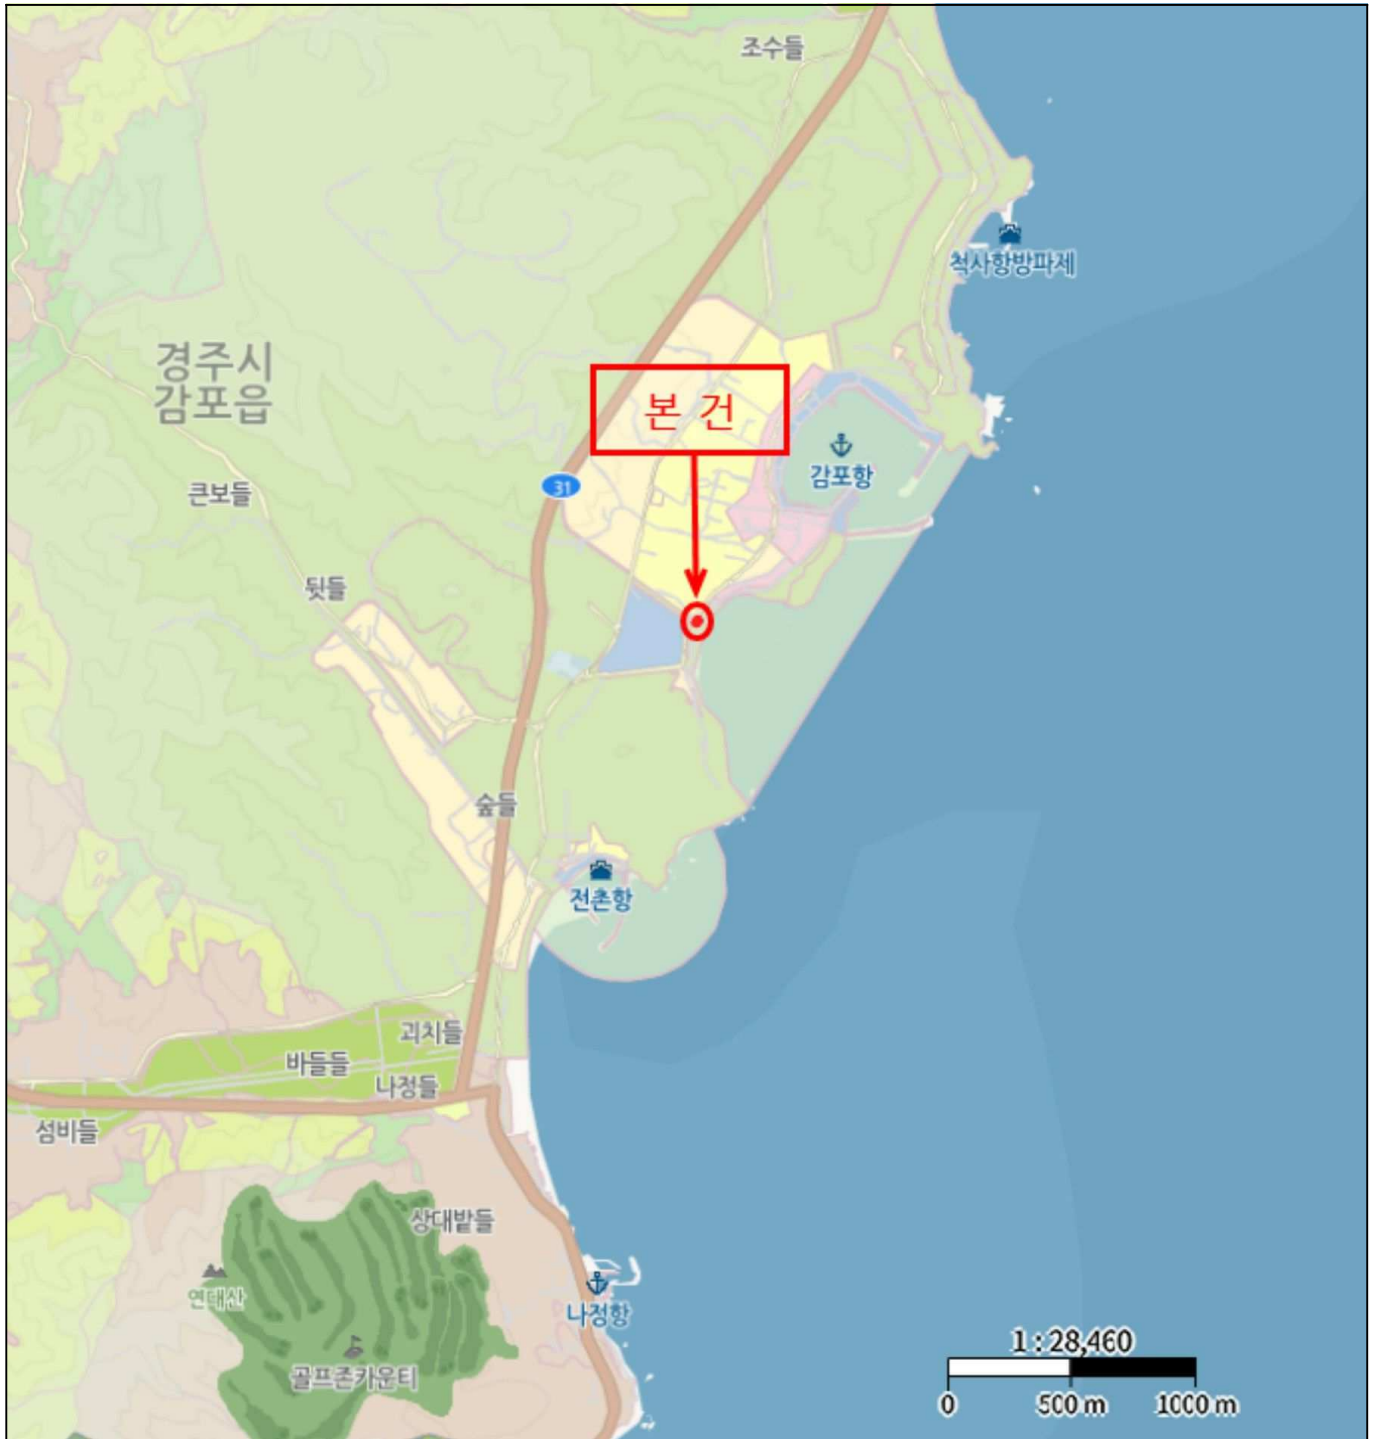 조수들
척사항방파제
경주시
감포읍
본 건
감포항
31
큰보들
뒷들
숲들
전촌항
괴치들
바들들
나정들
섬비들
상대밭들
연대산
나정항
골프존카운티
1 : 28,460
0 500 m 1000 m